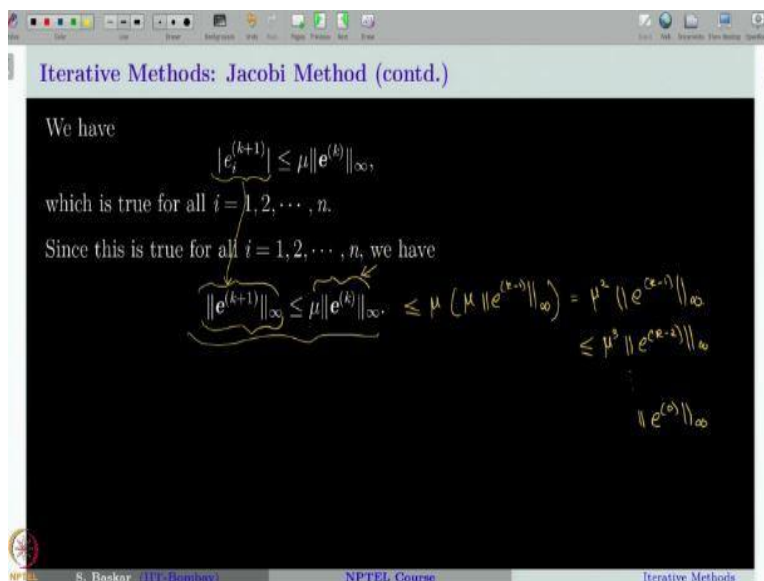 Iterative Methods: Jacobi Method (contd.)
We have
|e_i^{(k+1)}| ≤ μ‖e^{(k)}‖_∞,
which is true for all i = 1, 2, ⋯ , n.
Since this is true for all i = 1, 2, ⋯ , n, we have
‖e^{(k+1)}‖_∞ ≤ μ‖e^{(k)}‖_∞. ≤ μ (μ ‖e^{(k-1)}‖_∞) = μ² ‖e^{(k-1)}‖_∞.
≤ μ³ ‖e^{(k-2)}‖_∞
⋮
‖e^{(0)}‖_∞
NPTEL S. Baskar (IIT-Bombay) NPTEL Course Iterative Methods